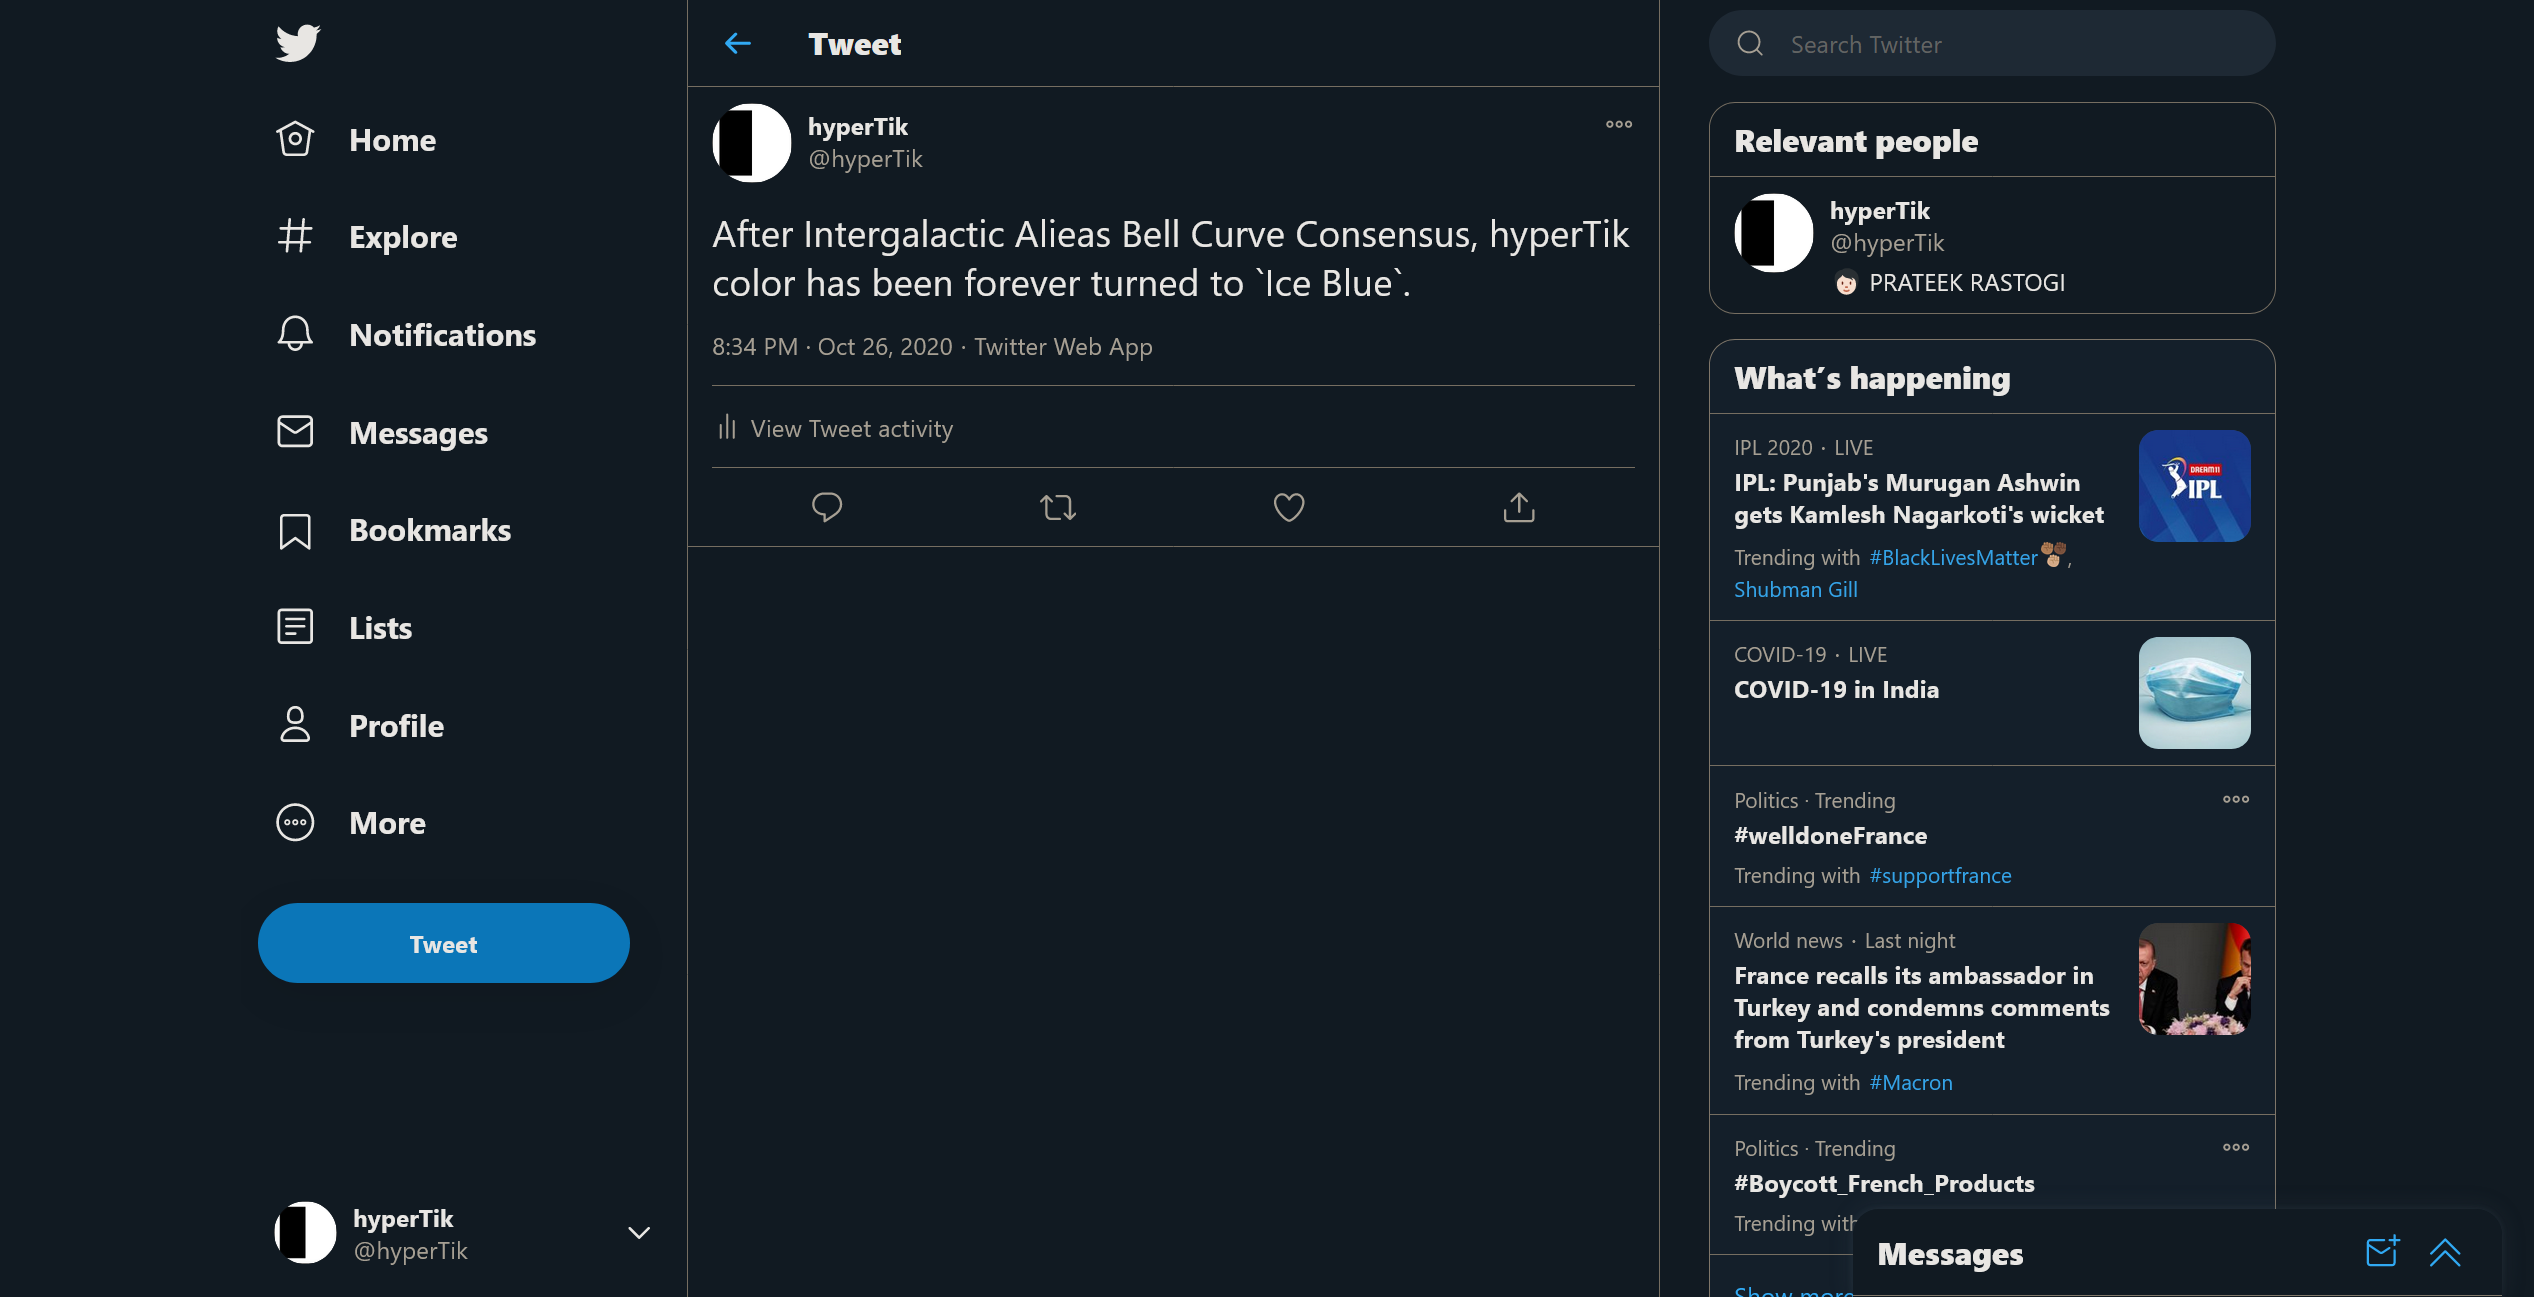 Home
Explore
Notifications
Messages
Bookmarks
Lists
Profile
More
Tweet
hyperTik
@hyperTik
Tweet
hyperTik
@hyperTik
After Intergalactic Alieas Bell Curve Consensus, hyperTik
color has been forever turned to `Ice Blue`.
8:34 PM · Oct 26, 2020 · Twitter Web App
View Tweet activity
Search Twitter
Relevant people
hyperTik
@hyperTik
PRATEEK RASTOGI
What's happening
IPL 2020 · LIVE
IPL: Punjab's Murugan Ashwin
gets Kamlesh Nagarkoti's wicket
Trending with #BlackLivesMatter,
Shubman Gill
DREAM11
IPL
COVID-19 · LIVE
COVID-19 in India
Politics · Trending
#welldoneFrance
Trending with #supportfrance
World news · Last night
France recalls its ambassador in
Turkey and condemns comments
from Turkey's president
Trending with #Macron
Politics · Trending
#Boycott_French_Products
Trending with
Show more
Messages